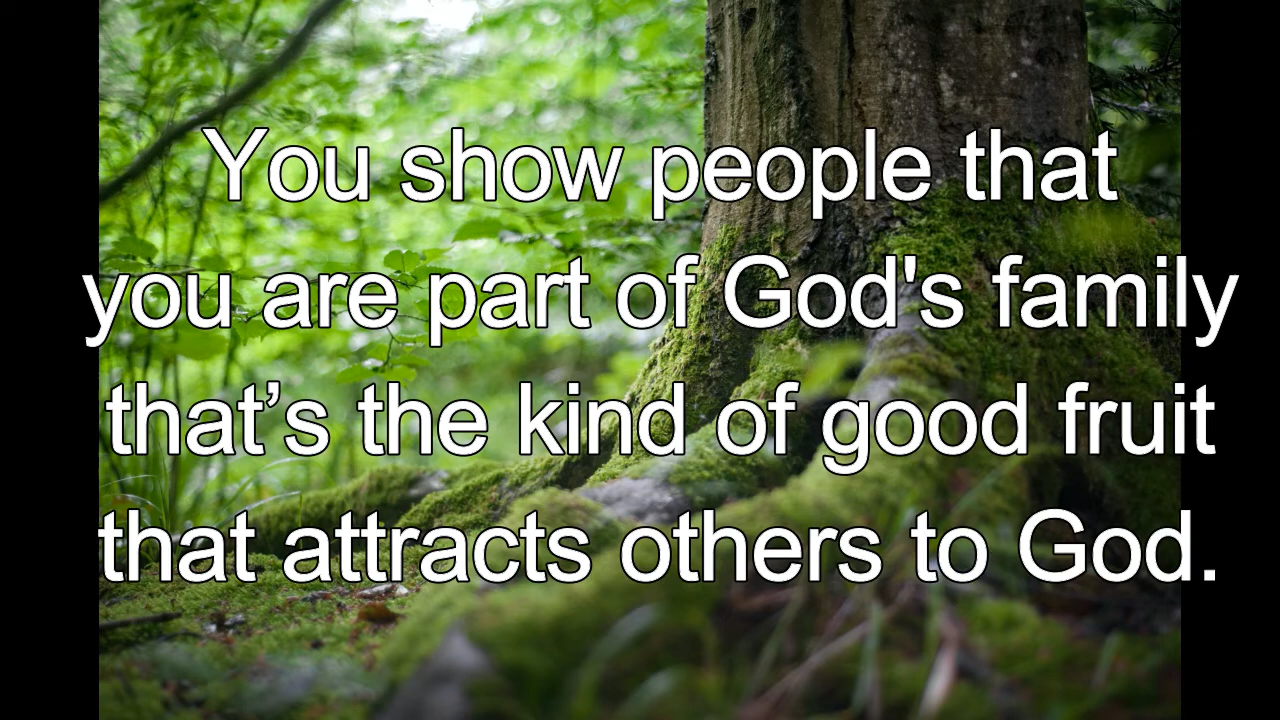 You show people that
you are part of God's family
that’s the kind of good fruit
that attracts others to God.